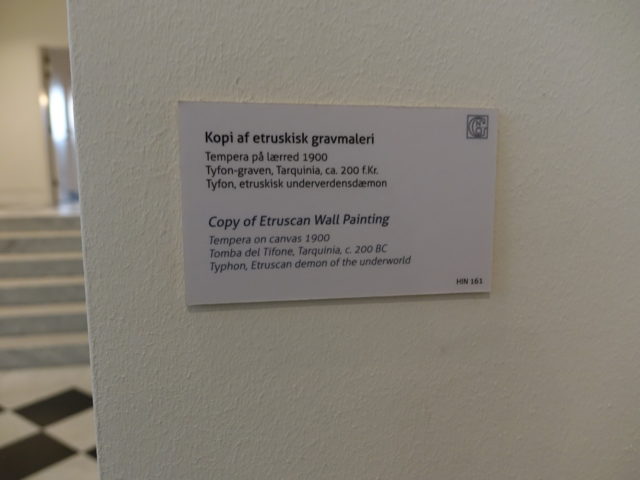 Kopi af etruskisk gravmaleri
Tempera på lærred 1900
Tyfon-graven, Tarquinia, ca. 200 f.Kr.
Tyfon, etruskisk underverdensdæmon
Copy of Etruscan Wall Painting
Tempera on canvas 1900
Tomba del Tifone, Tarquinia, c. 200 BC
Typhon, Etruscan demon of the underworld
HIN 161